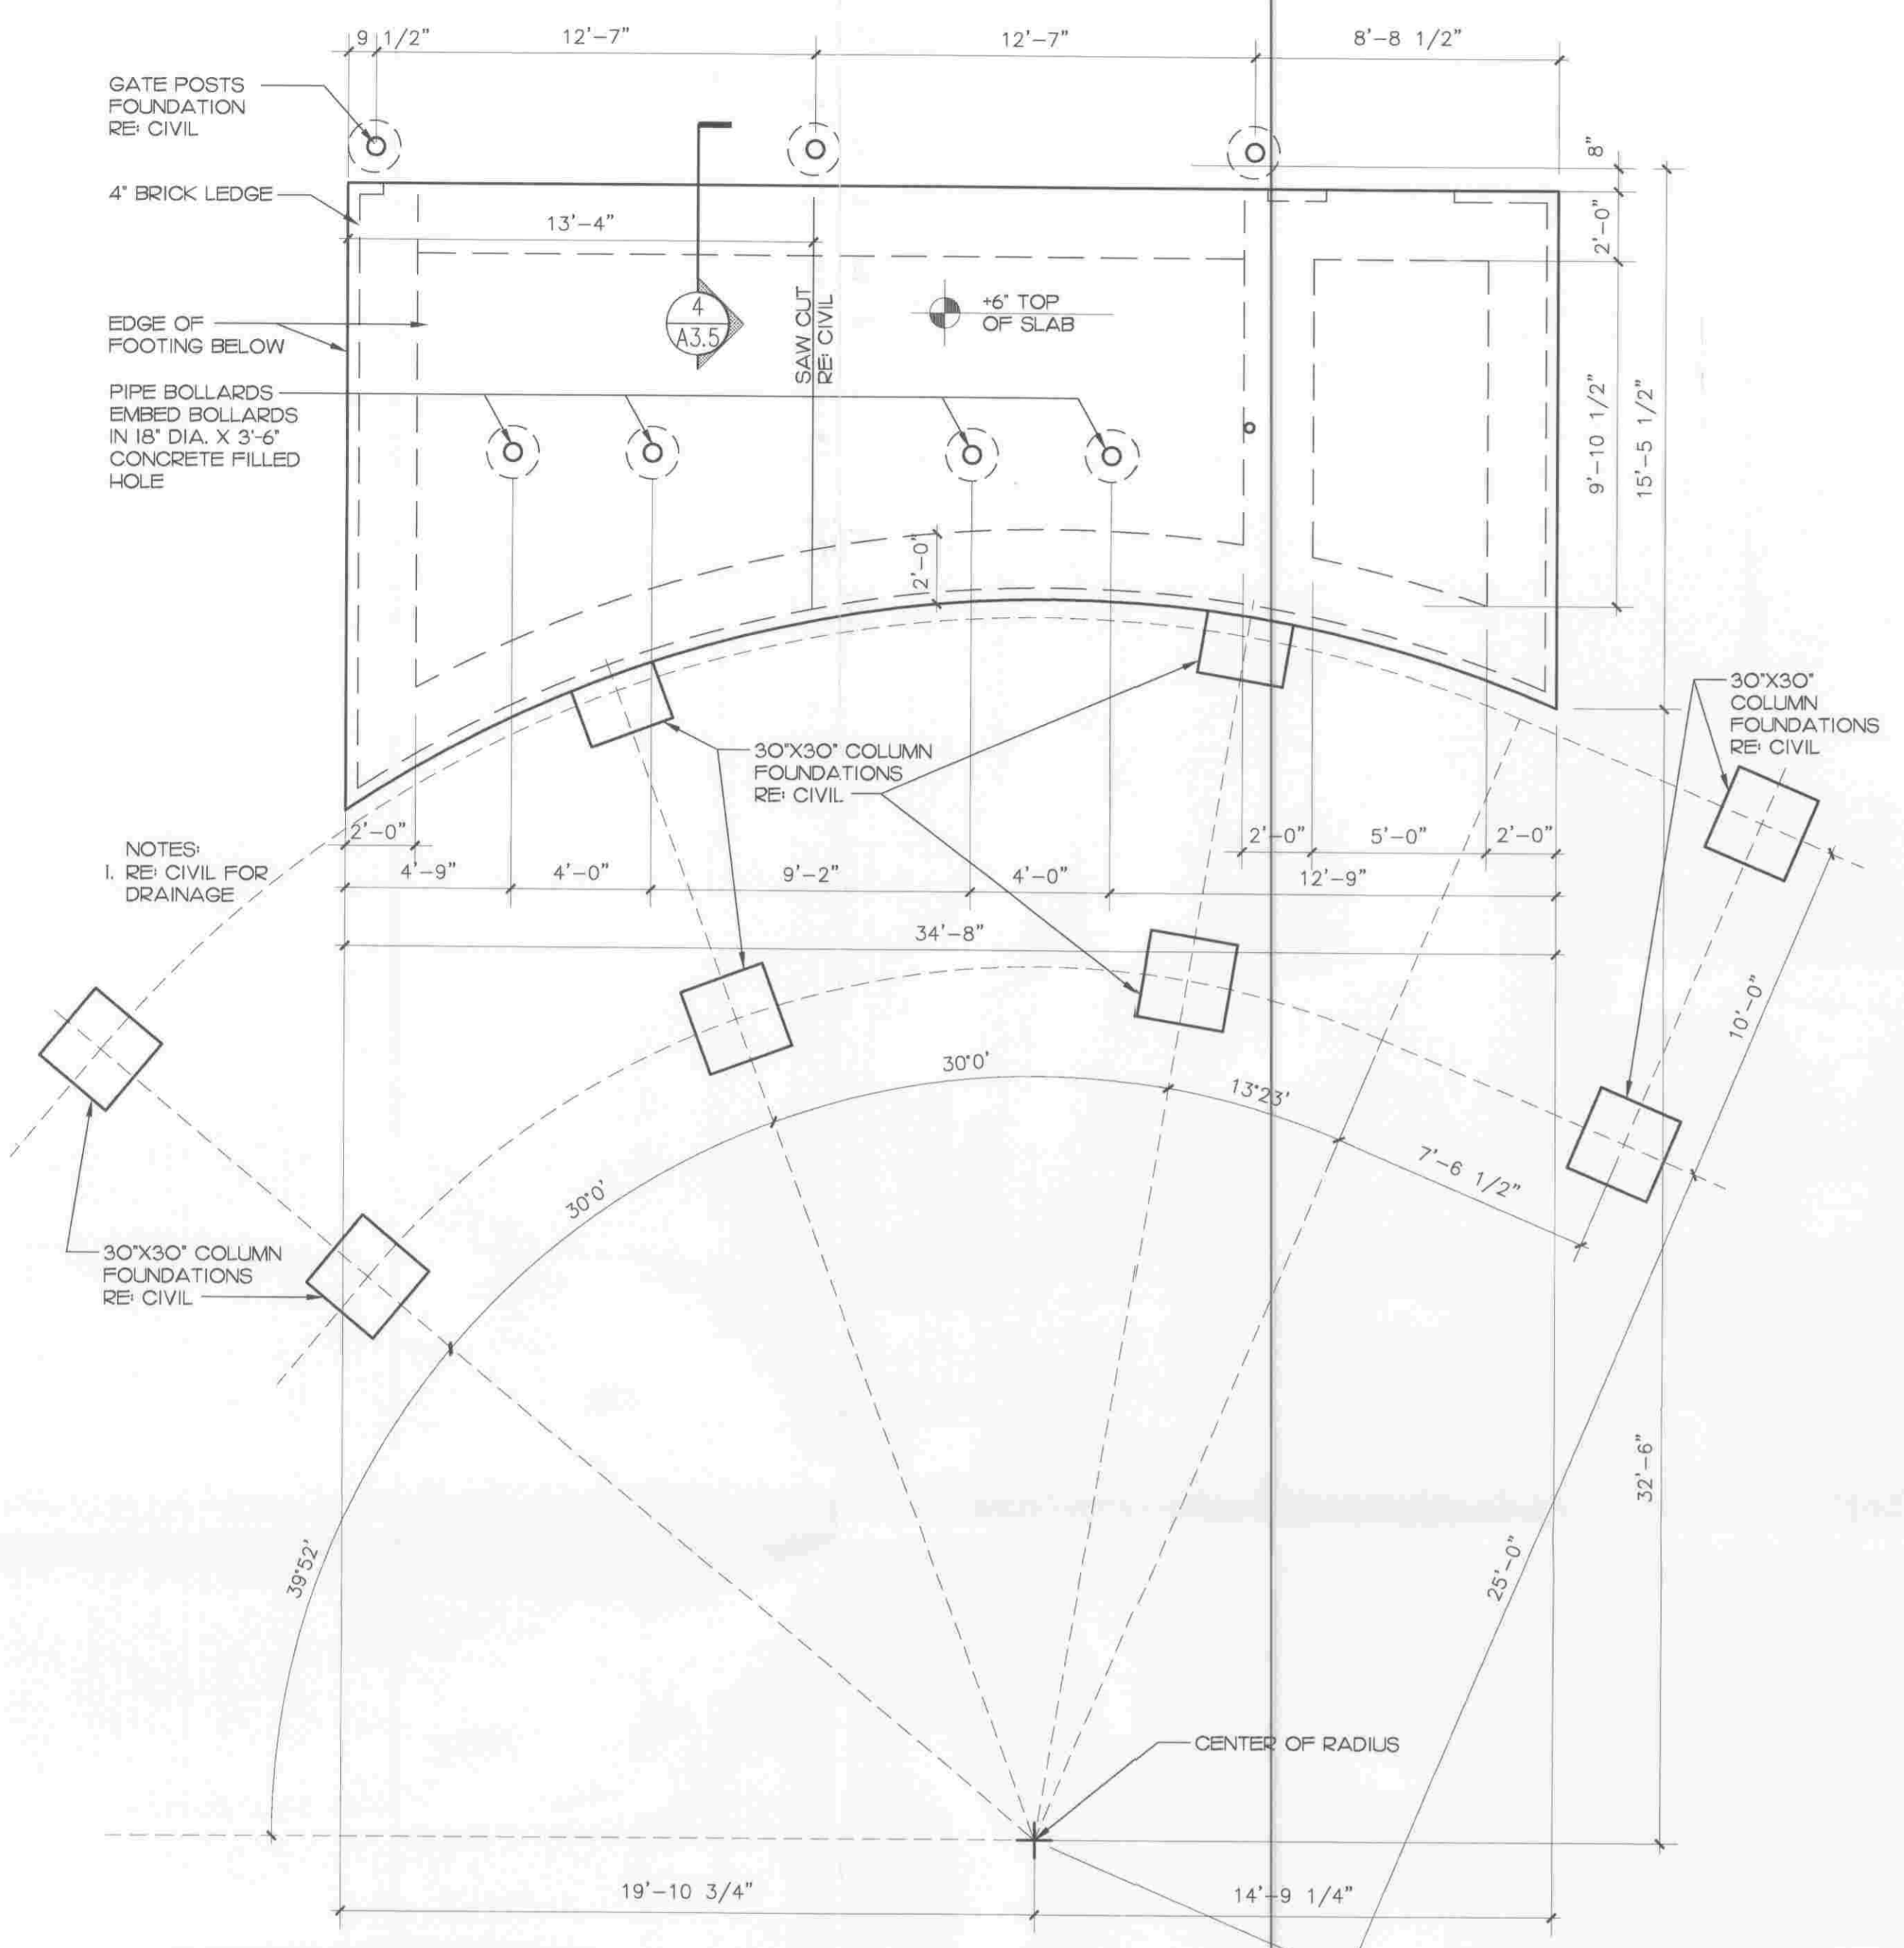 9 1/2"
12'-7"
12'-7"
8'-8 1/2"
GATE POSTS
FOUNDATION
RE: CIVIL
8"
4" BRICK LEDGE
13'-4"
2'-0"
EDGE OF
FOOTING BELOW
4
A3.5
SAW CUT
RE: CIVIL
+6" TOP
OF SLAB
PIPE BOLLARDS
EMBED BOLLARDS
IN 18" DIA. X 3'-6"
CONCRETE FILLED
HOLE
9'-10 1/2"
15'-5 1/2"
2'-0"
30"X30"
COLUMN
FOUNDATIONS
RE: CIVIL
30"X30" COLUMN
FOUNDATIONS
RE: CIVIL
2'-0"
2'-0"
5'-0"
2'-0"
NOTES:
1. RE: CIVIL FOR
DRAINAGE
4'-9"
4'-0"
9'-2"
4'-0"
12'-9"
34'-8"
10'-0"
30°0'
13°23'
7'-6 1/2"
30°0'
30"X30" COLUMN
FOUNDATIONS
RE: CIVIL
32'-6"
39°52'
25'-0"
CENTER OF RADIUS
19'-10 3/4"
14'-9 1/4"